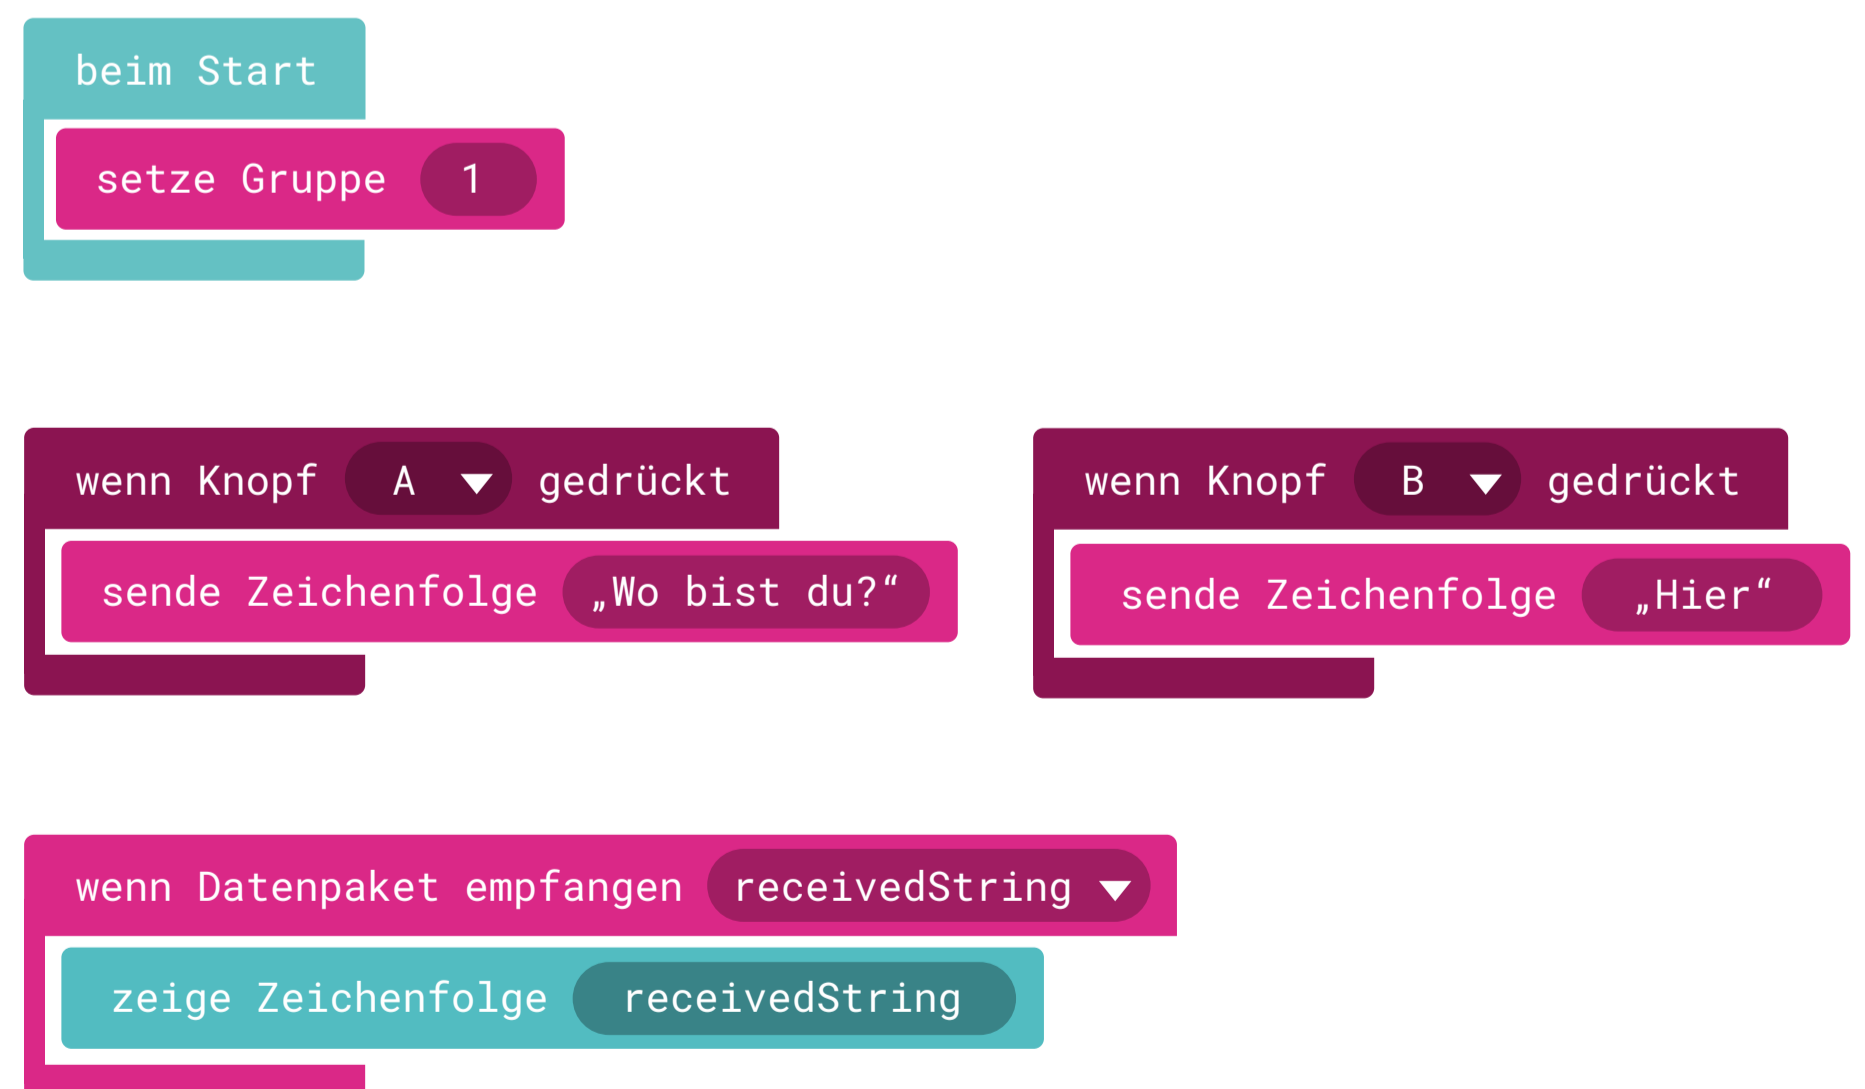 beim Start
setze Gruppe 1
wenn Knopf A gedrückt
sende Zeichenfolge „Wo bist du?“
wenn Knopf B gedrückt
sende Zeichenfolge „Hier“
wenn Datenpaket empfangen receivedString
zeige Zeichenfolge receivedString